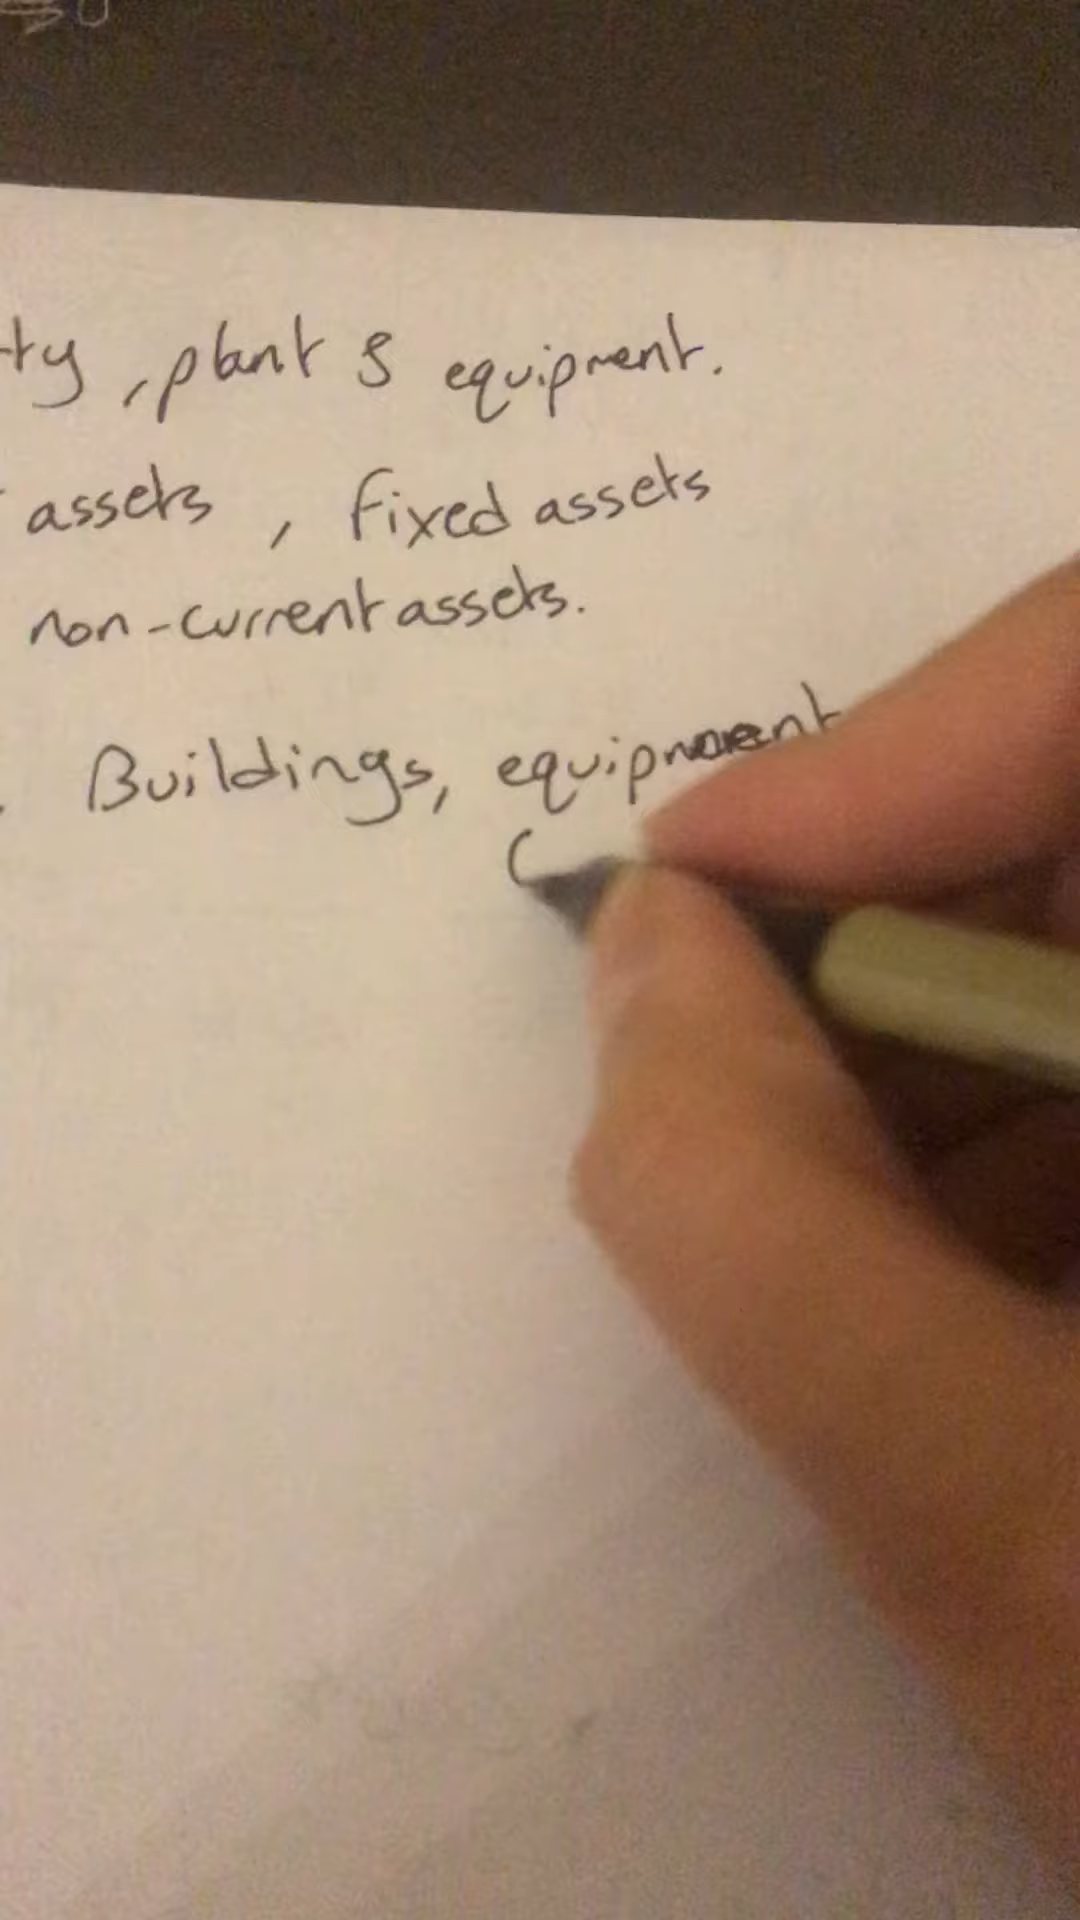 ty, plant & equipment.
assets, fixed assets
non-current assets.
Buildings, equipment
(